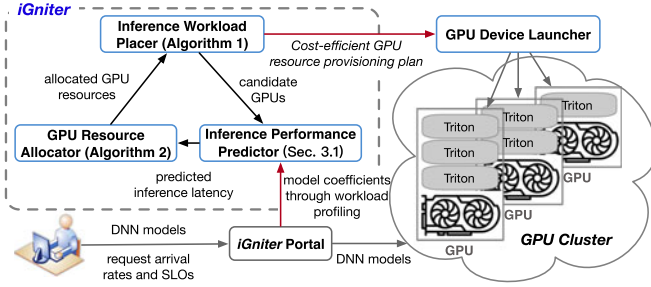 iGniter
Inference Workload
Placer (Algorithm 1)
Cost-efficient GPU
resource provisioning plan
GPU Device Launcher
allocated GPU
resources
candidate
GPUs
GPU Resource
Allocator (Algorithm 2)
Inference Performance
Predictor (Sec. 3.1)
predicted
inference latency
model coefficients
through workload
profiling
Triton
Triton
Triton
Triton
Triton
Triton
GPU
GPU
GPU
GPU Cluster
DNN models
request arrival
rates and SLOs
iGniter Portal
DNN models